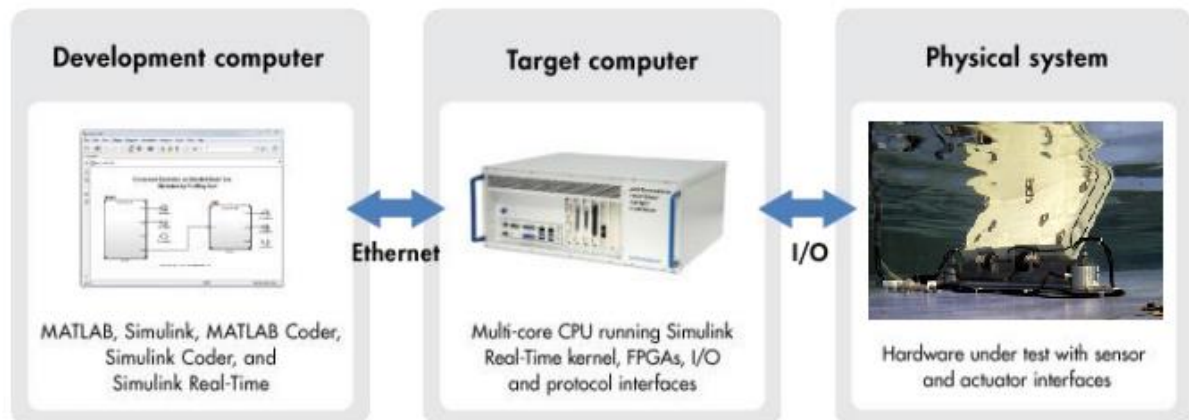 Development computer
MATLAB, Simulink, MATLAB Coder,
Simulink Coder, and
Simulink Real-Time
Ethernet
Target computer
Multi-core CPU running Simulink
Real-Time kernel, FPGAs, I/O
and protocol interfaces
I/O
Physical system
Hardware under test with sensor
and actuator interfaces